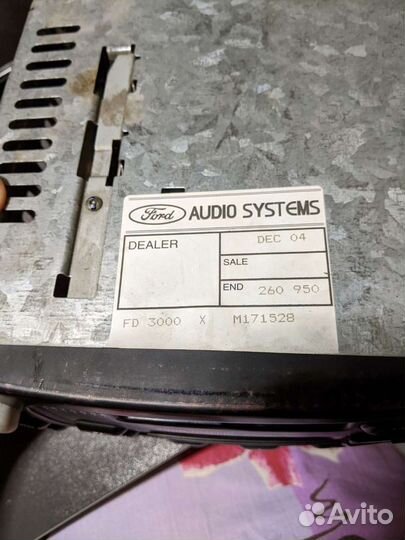 Ford AUDIO SYSTEMS
DEALER
DEC 04
SALE
END 260 950
FD 3000 X M171528
Avito